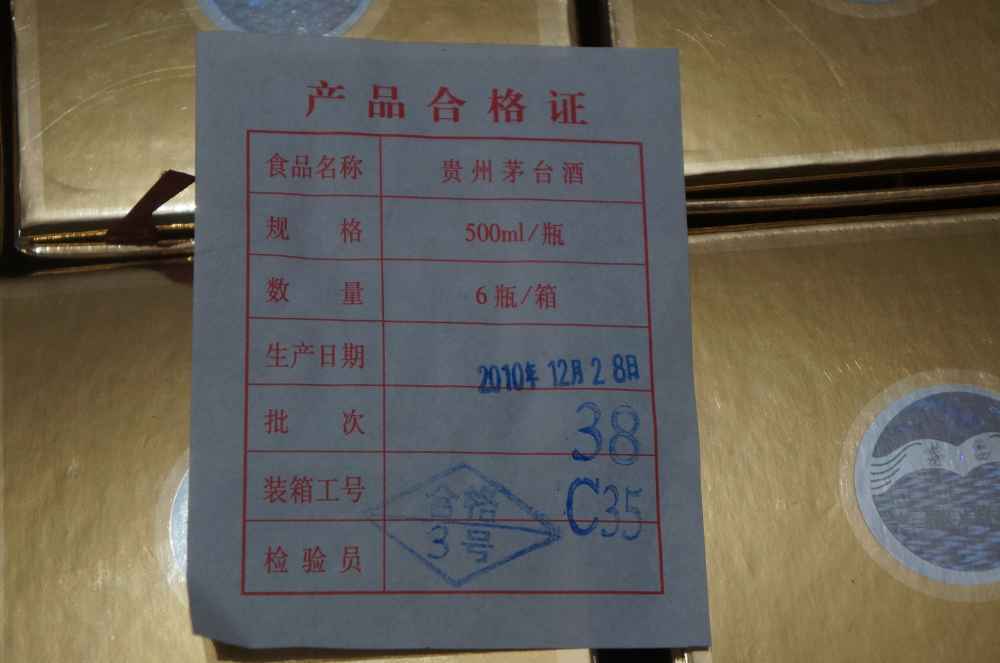 产品合格证
食品名称 贵州茅台酒
规格 500ml/瓶
数量 6瓶/箱
生产日期 2010年12月28日
批次 38
装箱工号 C35
检验员 合格 3号